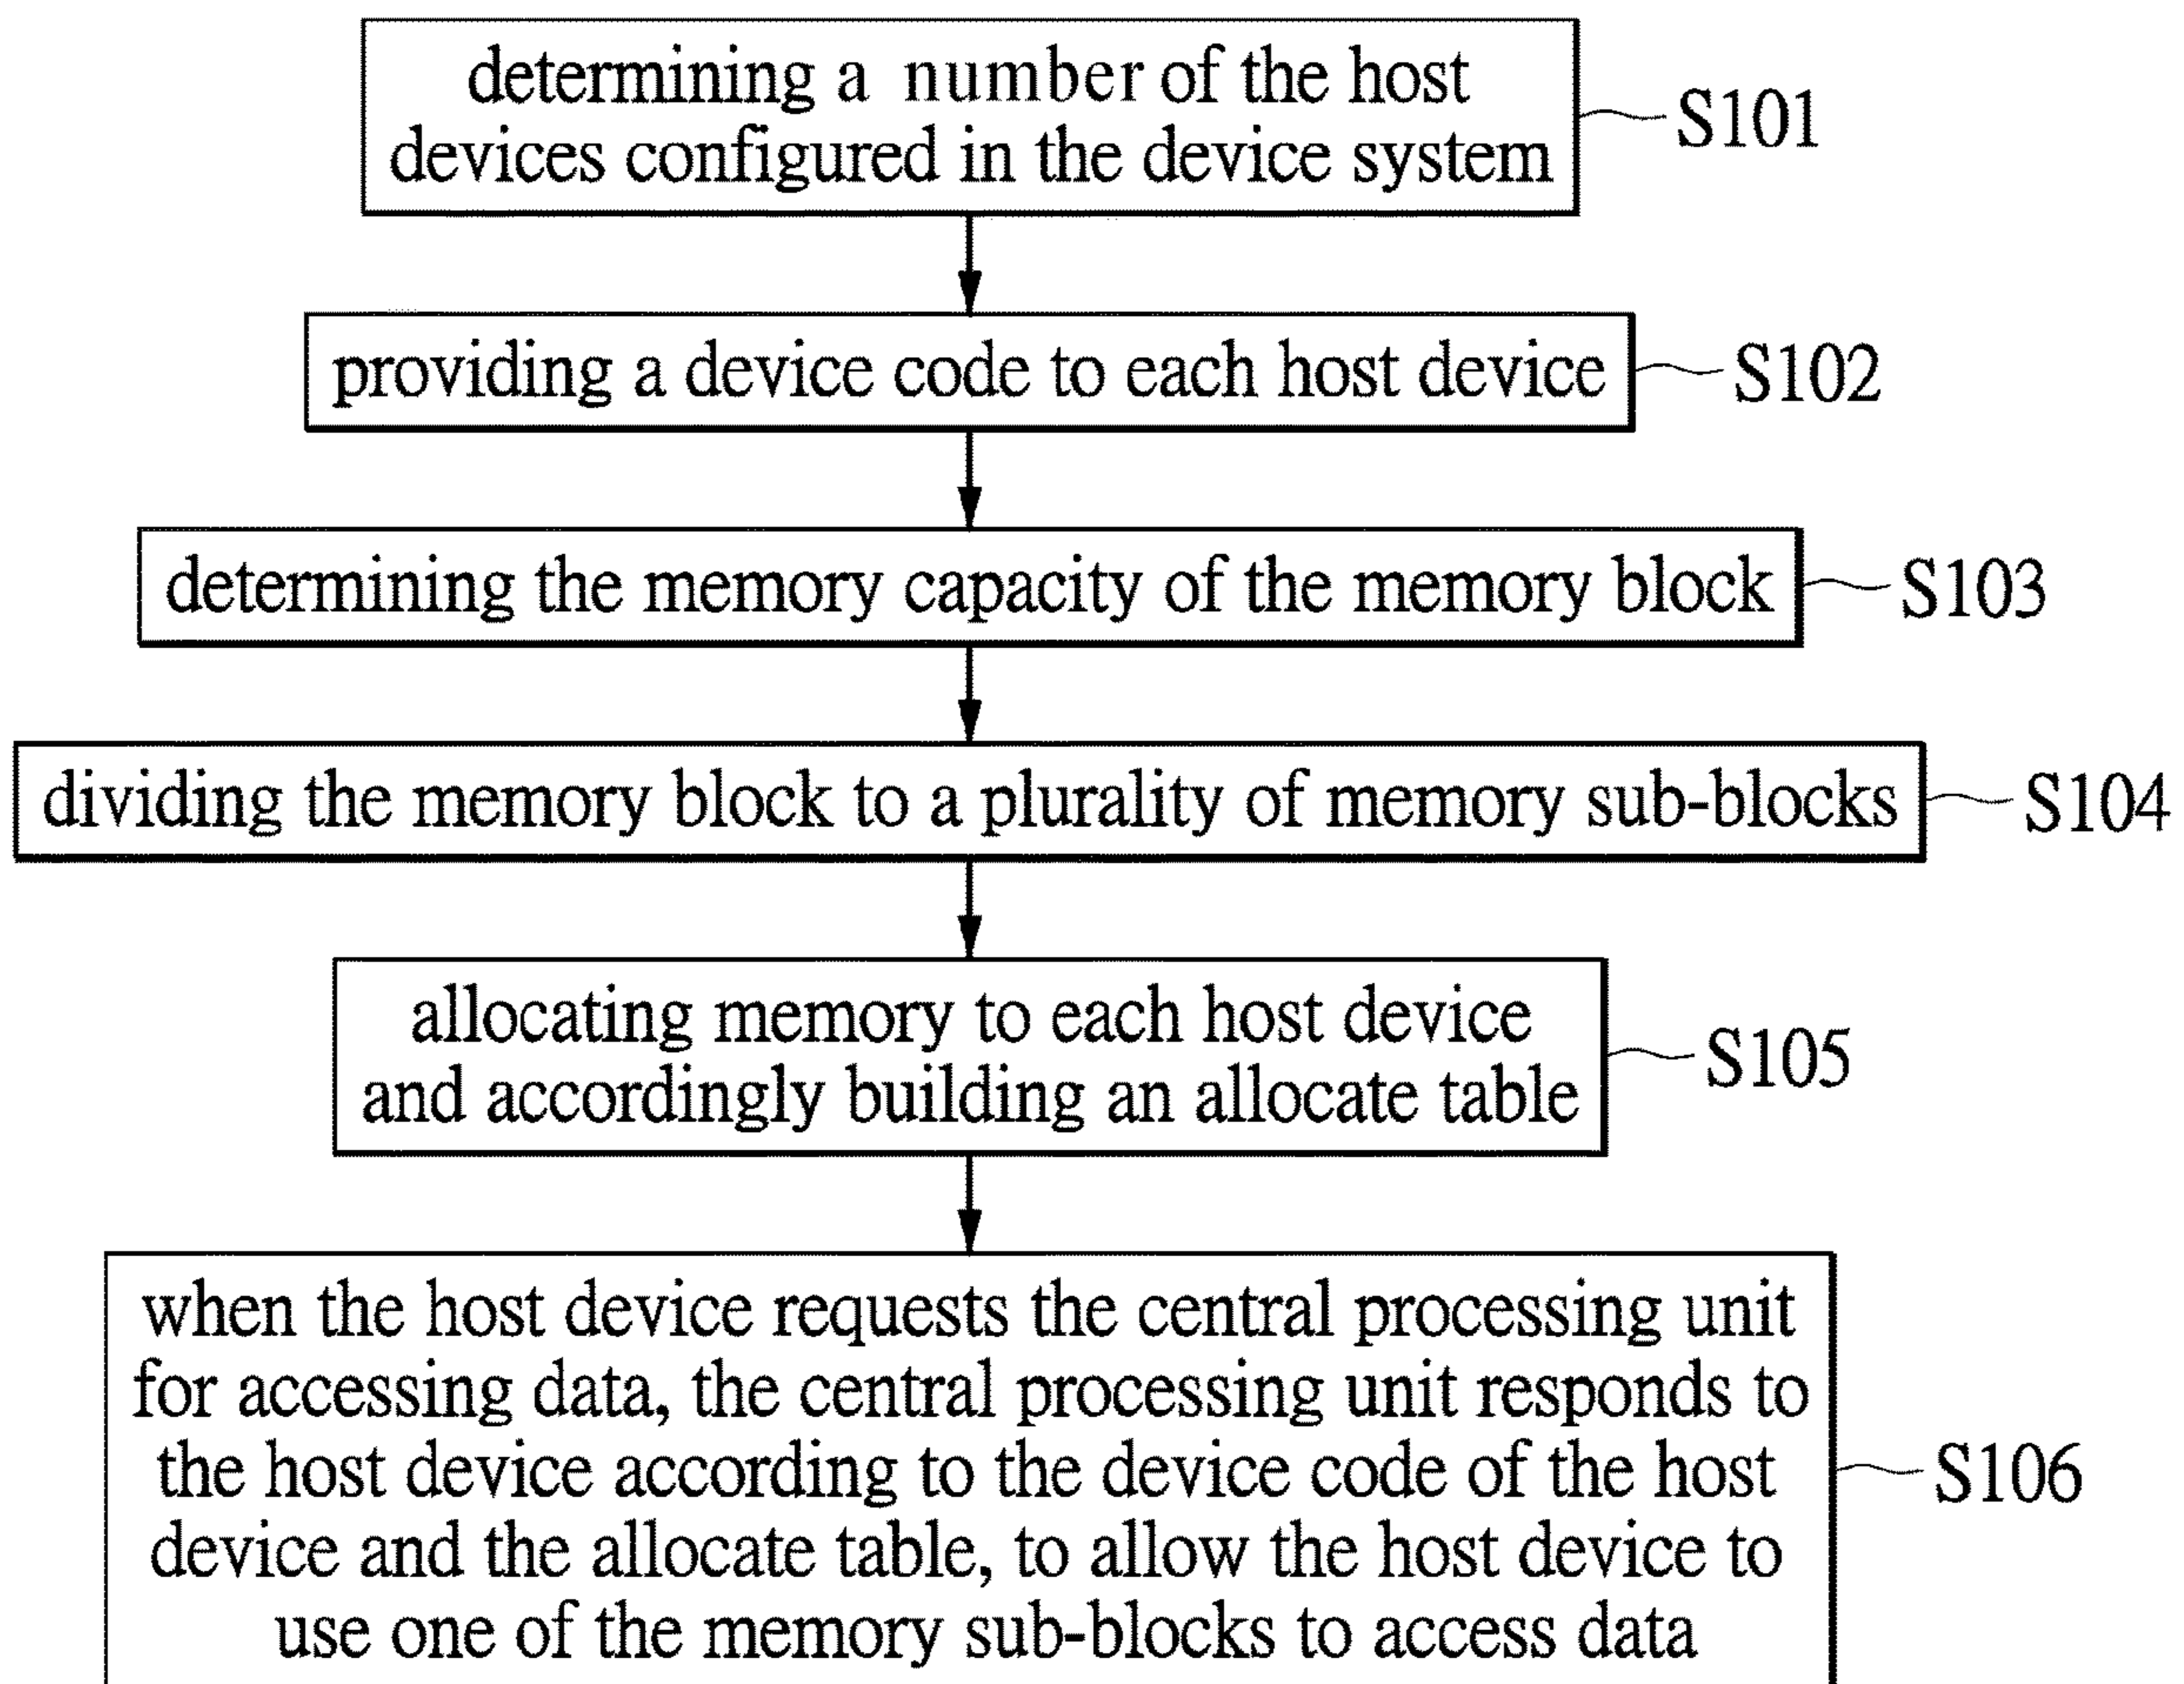 determining a number of the host
devices configured in the device system
S101
providing a device code to each host device
S102
determining the memory capacity of the memory block
S103
dividing the memory block to a plurality of memory sub-blocks
S104
allocating memory to each host device
and accordingly building an allocate table
S105
when the host device requests the central processing unit
for accessing data, the central processing unit responds to
the host device according to the device code of the host
device and the allocate table, to allow the host device to
use one of the memory sub-blocks to access data
S106